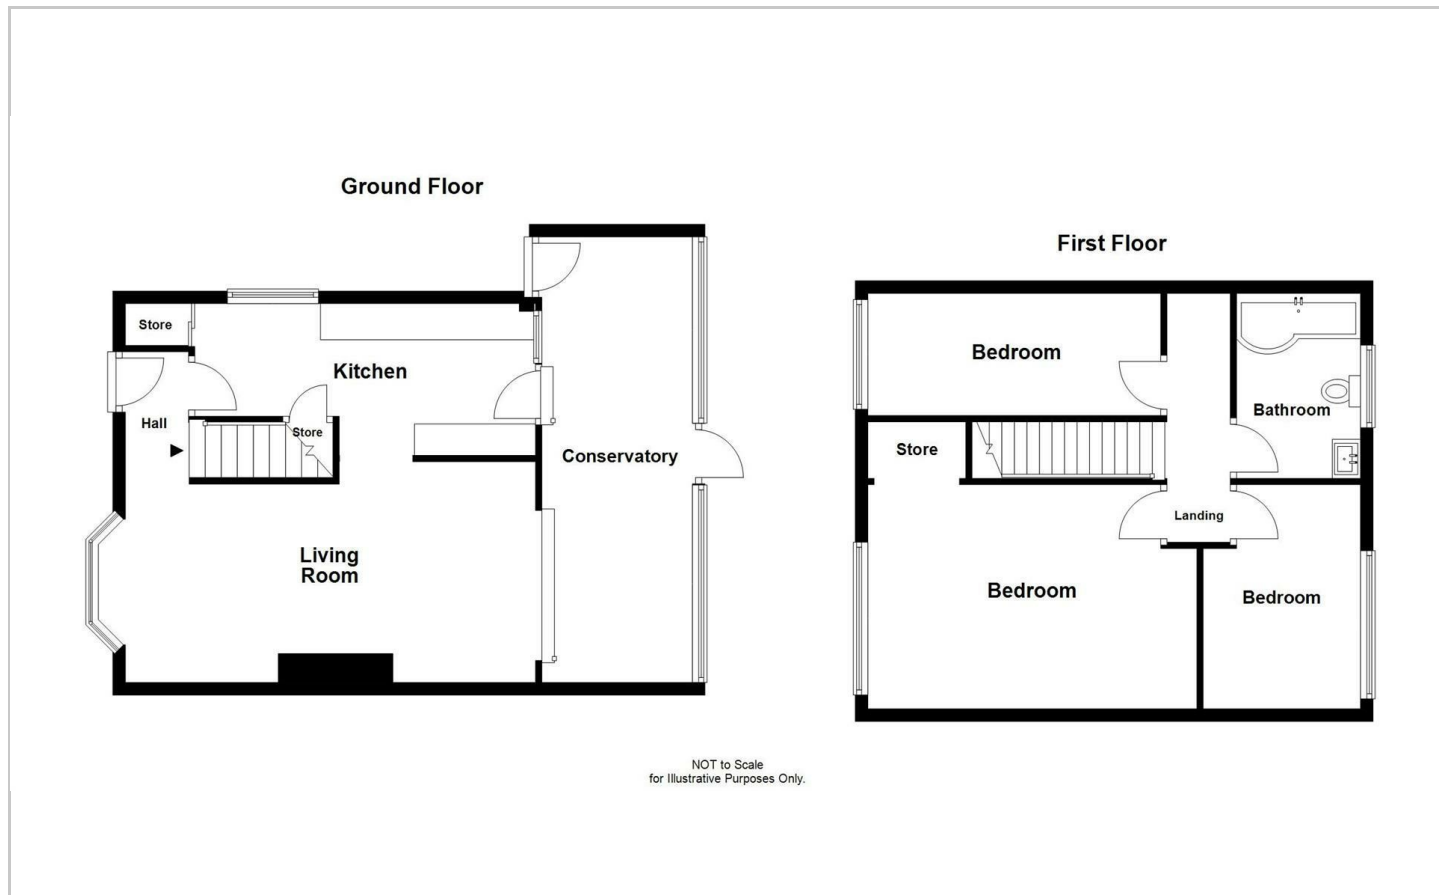 Ground Floor
Store
Kitchen
Hall
Store
Conservatory
Living
Room
First Floor
Bedroom
Bathroom
Store
Landing
Bedroom
Bedroom
NOT to Scale
for Illustrative Purposes Only.